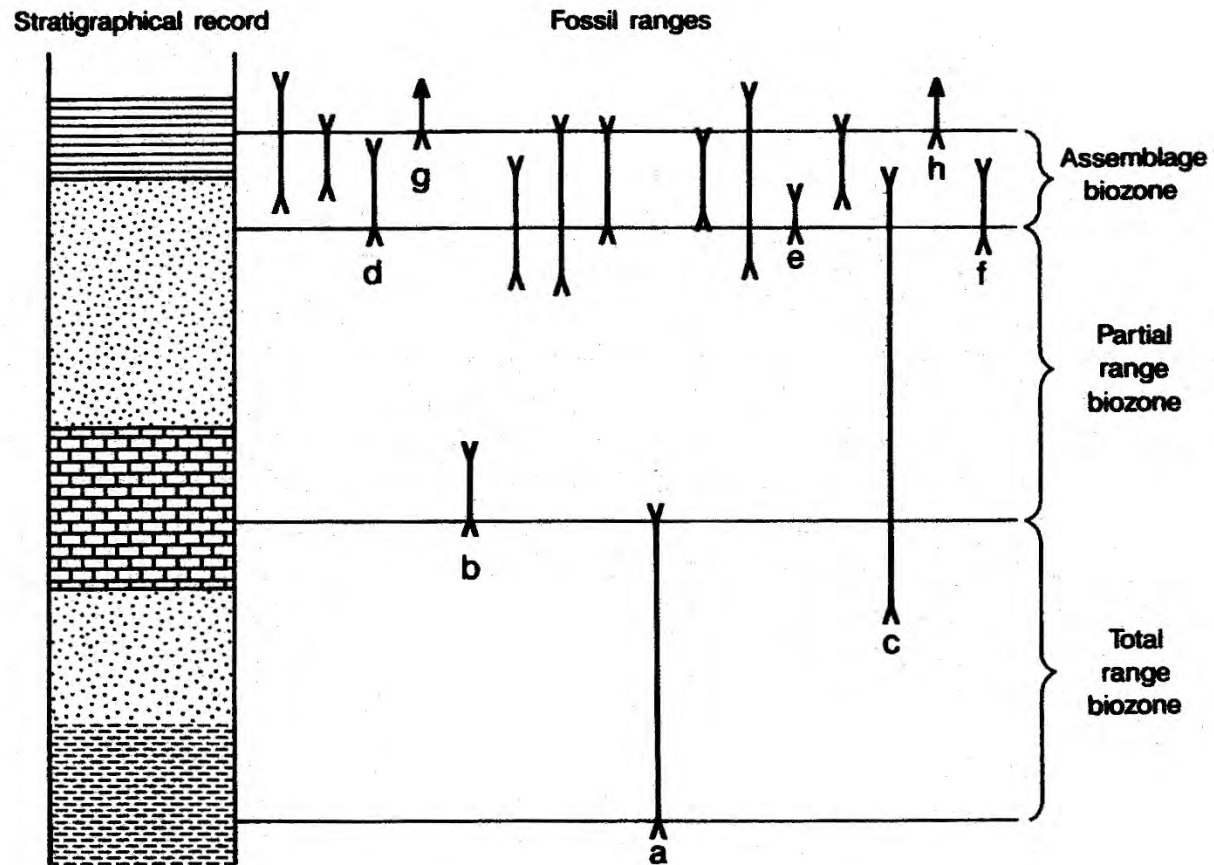 Stratigraphical record
Fossil ranges
g
h
Assemblage
biozone
d
e
f
Partial
range
biozone
b
c
Total
range
biozone
a